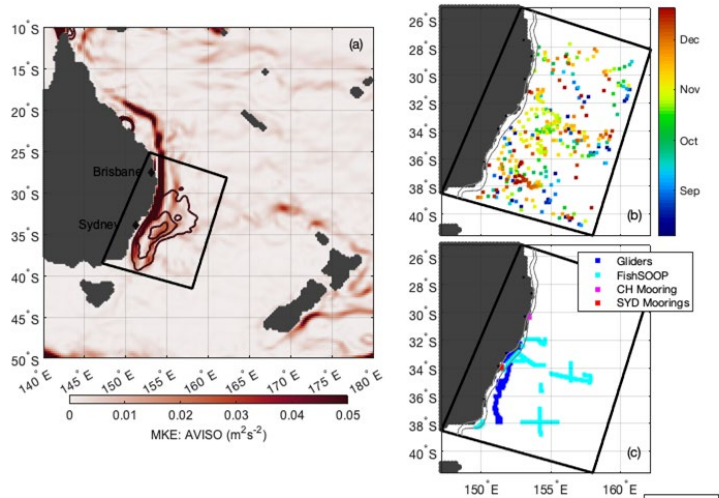 10°S
15°S
20°S
25°S
30°S
35°S
40°S
45°S
50°S
(a)
Brisbane
Sydney
140°E
145°E
150°E
155°E
160°E
165°E
170°E
175°E
180°E
0
0.01
0.02
0.03
0.04
0.05
MKE: AVISO (m²s⁻²)
26°S
28°S
30°S
32°S
34°S
36°S
38°S
40°S
(b)
Dec
Nov
Oct
Sep
26°S
28°S
30°S
32°S
34°S
36°S
38°S
40°S
Gliders
FishSOOP
CH Mooring
SYD Moorings
(c)
150°E
155°E
160°E